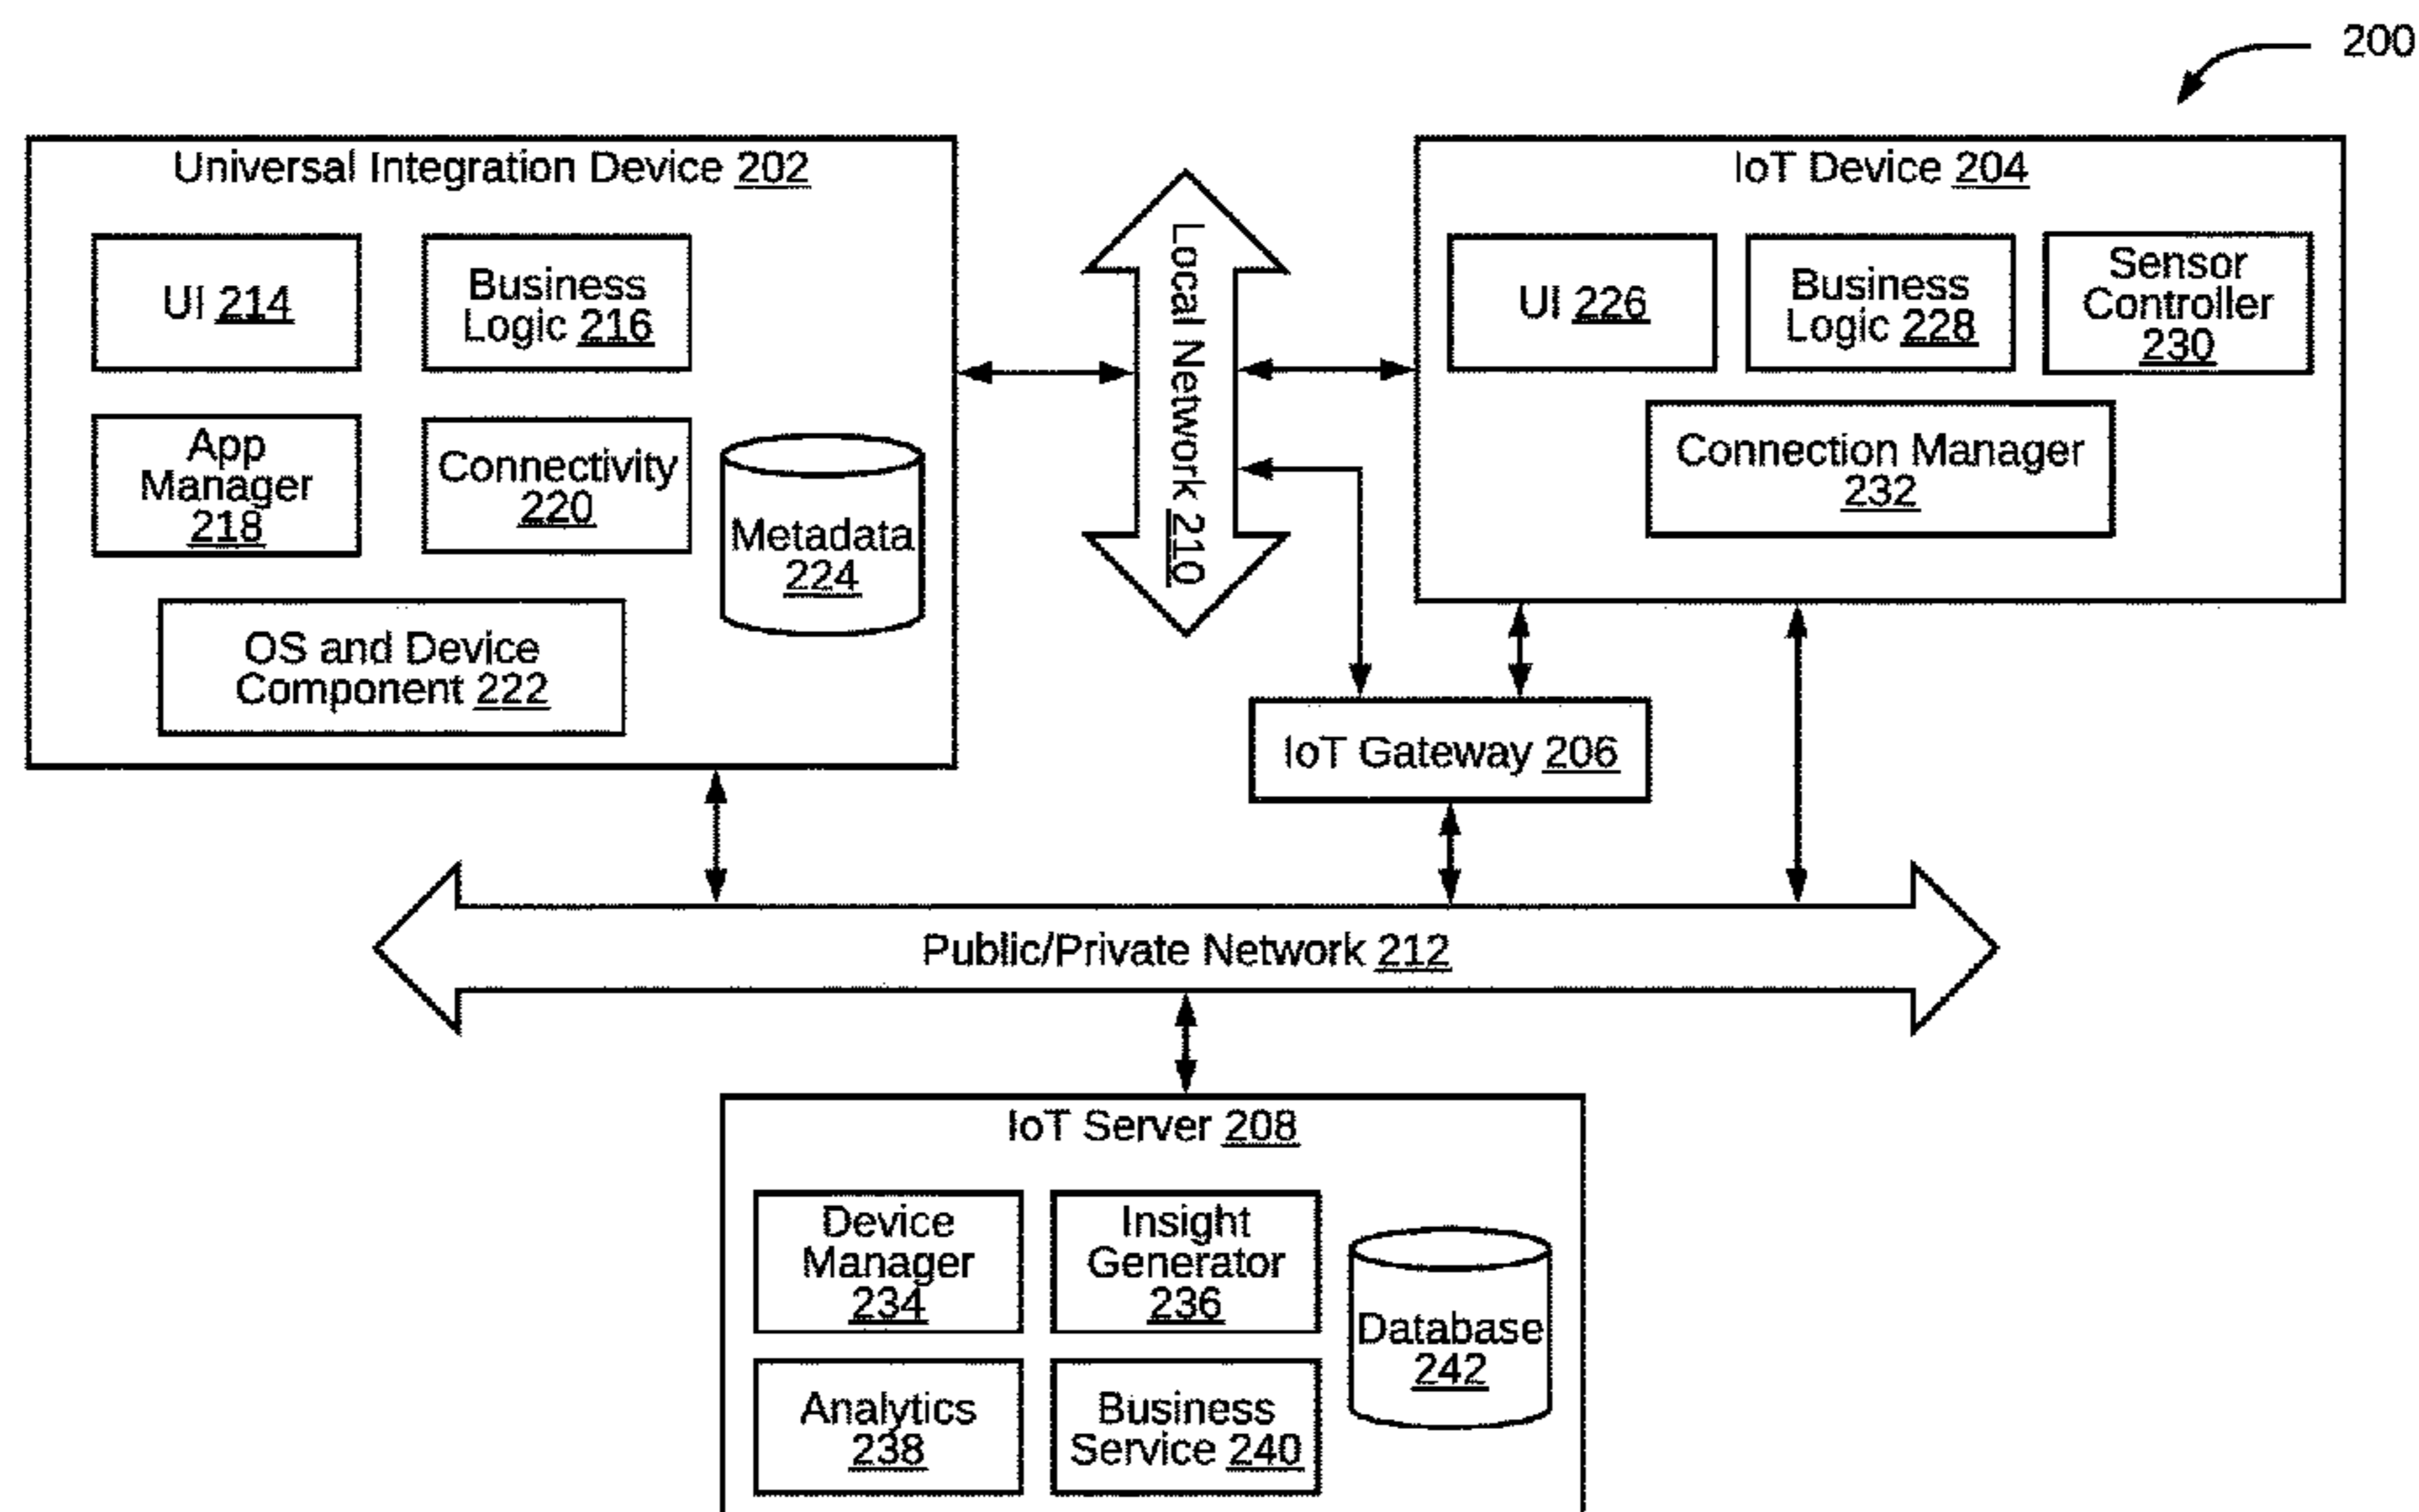 200
Universal Integration Device 202
UI 214
Business
Logic 216
App
Manager
218
Connectivity
220
Metadata
224
OS and Device
Component 222
Local Network 210
IoT Device 204
UI 226
Business
Logic 228
Sensor
Controller
230
Connection Manager
232
IoT Gateway 206
Public/Private Network 212
IoT Server 208
Device
Manager
234
Insight
Generator
236
Analytics
238
Business
Service 240
Database
242